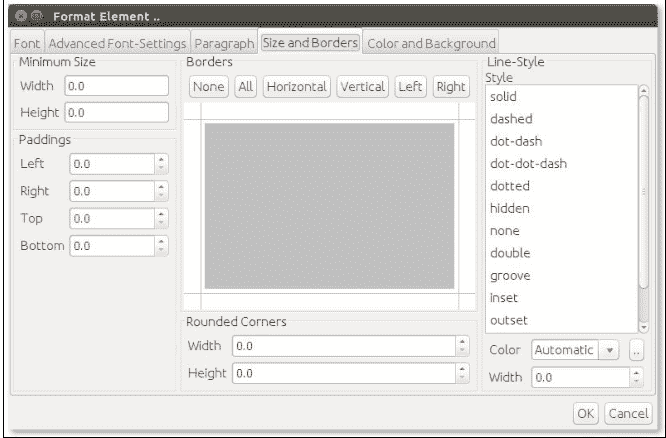 Format Element ..
Font Advanced Font-Settings Paragraph Size and Borders Color and Background
Minimum Size
Width 0.0
Height 0.0
Paddings
Left 0.0
Right 0.0
Top 0.0
Bottom 0.0
Borders
None All Horizontal Vertical Left Right
Rounded Corners
Width 0.0
Height 0.0
Line-Style
Style
solid
dashed
dot-dash
dot-dot-dash
dotted
hidden
none
double
groove
inset
outset
Color Automatic ..
Width 0.0
OK Cancel